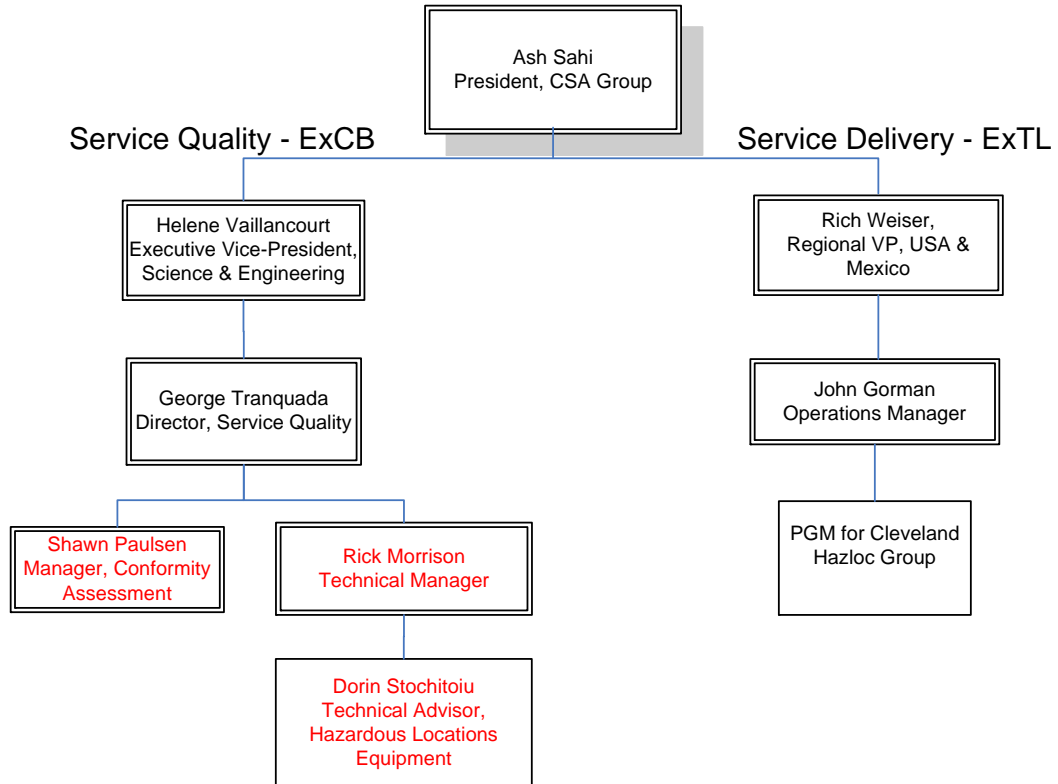 Ash Sahi
President, CSA Group
Service Quality - ExCB
Service Delivery - ExTL
Helene Vaillancourt
Executive Vice-President,
Science & Engineering
Rich Weiser,
Regional VP, USA &
Mexico
George Tranquada
Director, Service Quality
John Gorman
Operations Manager
Shawn Paulsen
Manager, Conformity
Assessment
Rick Morrison
Technical Manager
PGM for Cleveland
Hazloc Group
Dorin Stochitoiu
Technical Advisor,
Hazardous Locations
Equipment